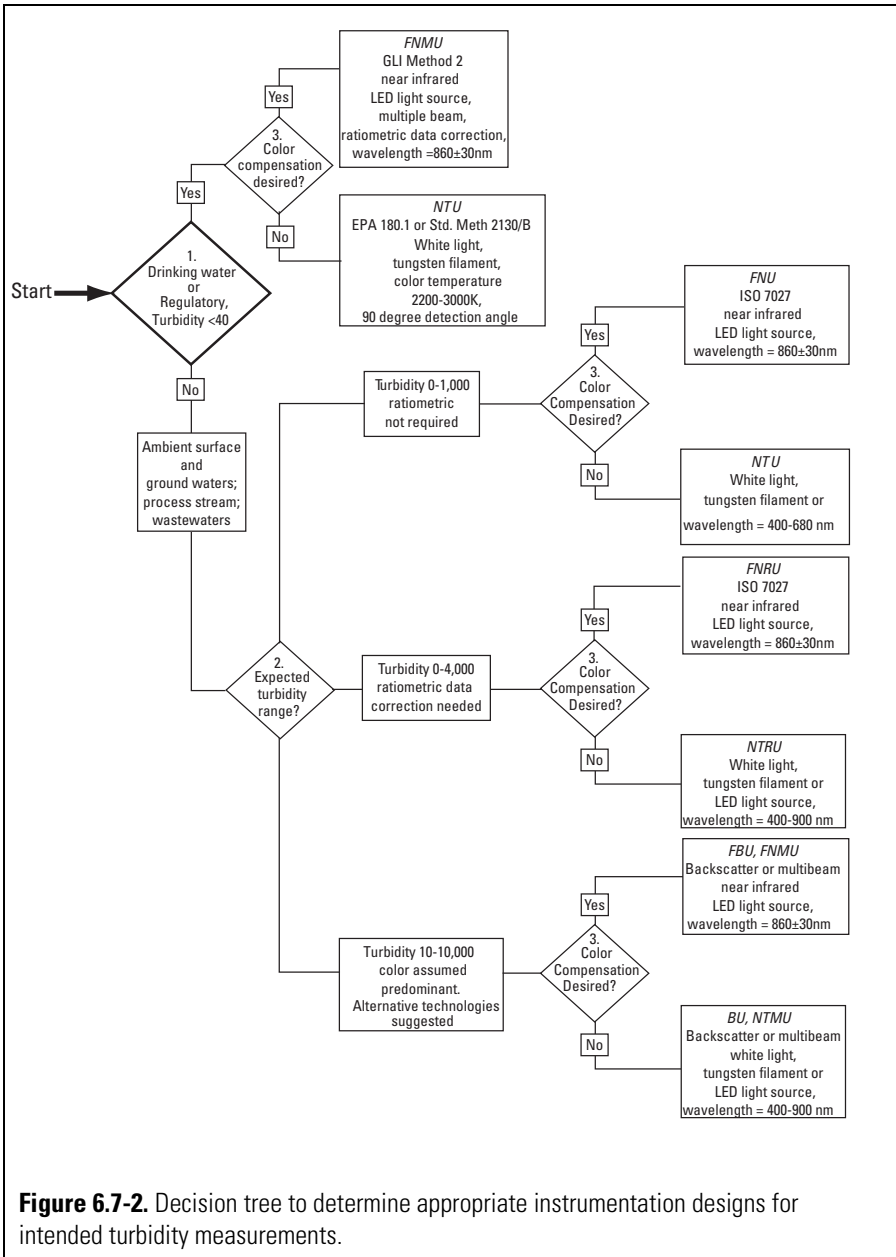 FNMU
GLI Method 2
near infrared
LED light source,
multiple beam,
ratiometric data correction,
wavelength =860±30nm
Yes
3.
Color
compensation
desired?
Yes
No
NTU
EPA 180.1 or Std. Meth 2130/B
White light,
tungsten filament,
color temperature
2200-3000K,
90 degree detection angle
Start
1.
Drinking water
or
Regulatory,
Turbidity <40
No
Ambient surface
and
ground waters;
process stream;
wastewaters
FNU
ISO 7027
near infrared
LED light source,
wavelength = 860±30nm
Yes
Turbidity 0-1,000
ratiometric
not required
3.
Color
Compensation
Desired?
No
NTU
White light,
tungsten filament or
wavelength = 400-680 nm
FNRU
ISO 7027
near infrared
LED light source,
wavelength = 860±30nm
Yes
2.
Expected
turbidity
range?
Turbidity 0-4,000
ratiometric data
correction needed
3.
Color
Compensation
Desired?
No
NTRU
White light,
tungsten filament or
LED light source,
wavelength = 400-900 nm
FBU, FNMU
Backscatter or multibeam
near infrared
LED light source,
wavelength = 860±30nm
Yes
Turbidity 10-10,000
color assumed
predominant.
Alternative technologies
suggested
3.
Color
Compensation
Desired?
No
BU, NTMU
Backscatter or multibeam
white light,
tungsten filament or
LED light source,
wavelength = 400-900 nm
Figure 6.7-2. Decision tree to determine appropriate instrumentation designs for
intended turbidity measurements.